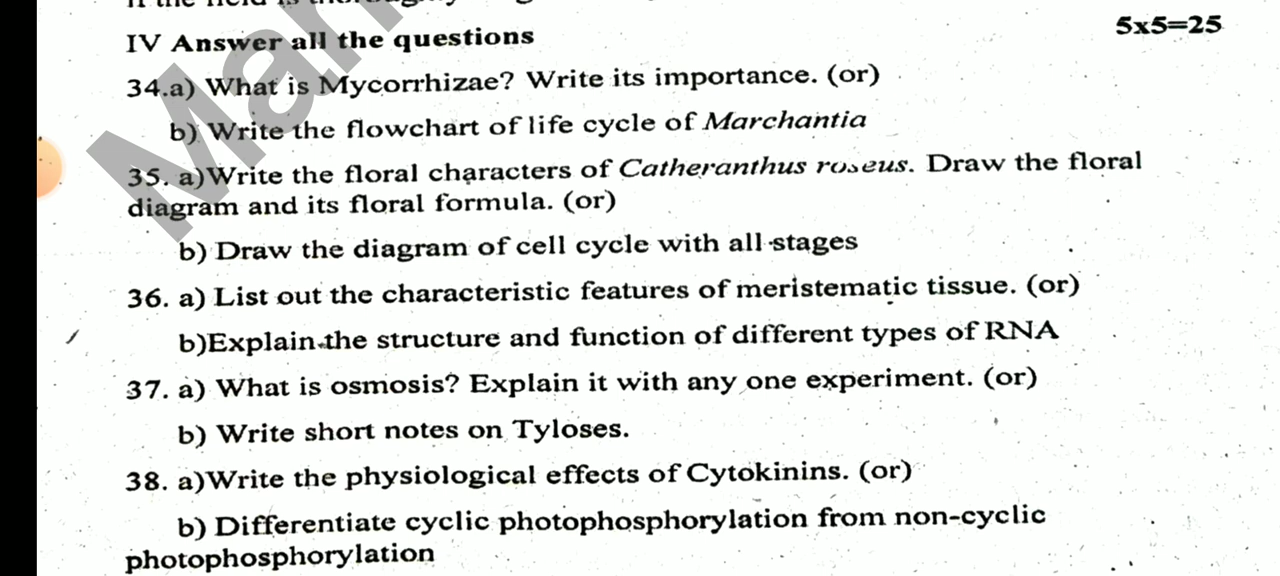 IV Answer all the questions
5x5=25
34.a) What is Mycorrhizae? Write its importance. (or)
b) Write the flowchart of life cycle of Marchantia
35. a)Write the floral characters of Catheranthus roseus. Draw the floral
diagram and its floral formula. (or)
b) Draw the diagram of cell cycle with all stages
36. a) List out the characteristic features of meristematic tissue. (or)
b)Explain the structure and function of different types of RNA
37. a) What is osmosis? Explain it with any one experiment. (or)
b) Write short notes on Tyloses.
38. a)Write the physiological effects of Cytokinins. (or)
b) Differentiate cyclic photophosphorylation from non-cyclic
photophosphorylation